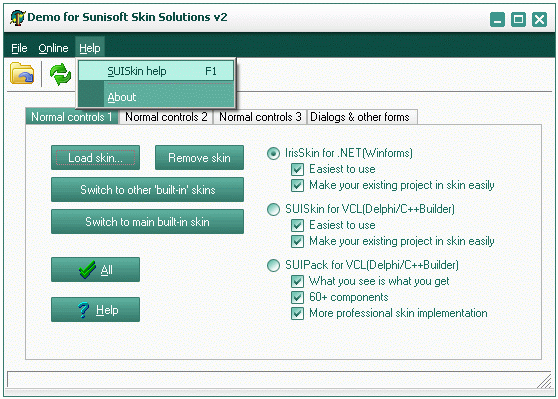 Demo for Sunisoft Skin Solutions v2
File Online Help
SUISkin help F1
About
Normal controls 1 Normal controls 2 Normal controls 3 Dialogs & other forms
Load skin... Remove skin
Switch to other 'built-in' skins
Switch to main built-in skin
All
Help
IrisSkin for .NET(Winforms)
Easiest to use
Make your existing project in skin easily
SUISkin for VCL(Delphi/C++Builder)
Easiest to use
Make your existing project in skin easily
SUIPack for VCL(Delphi/C++Builder)
What you see is what you get
60+ components
More professional skin implementation